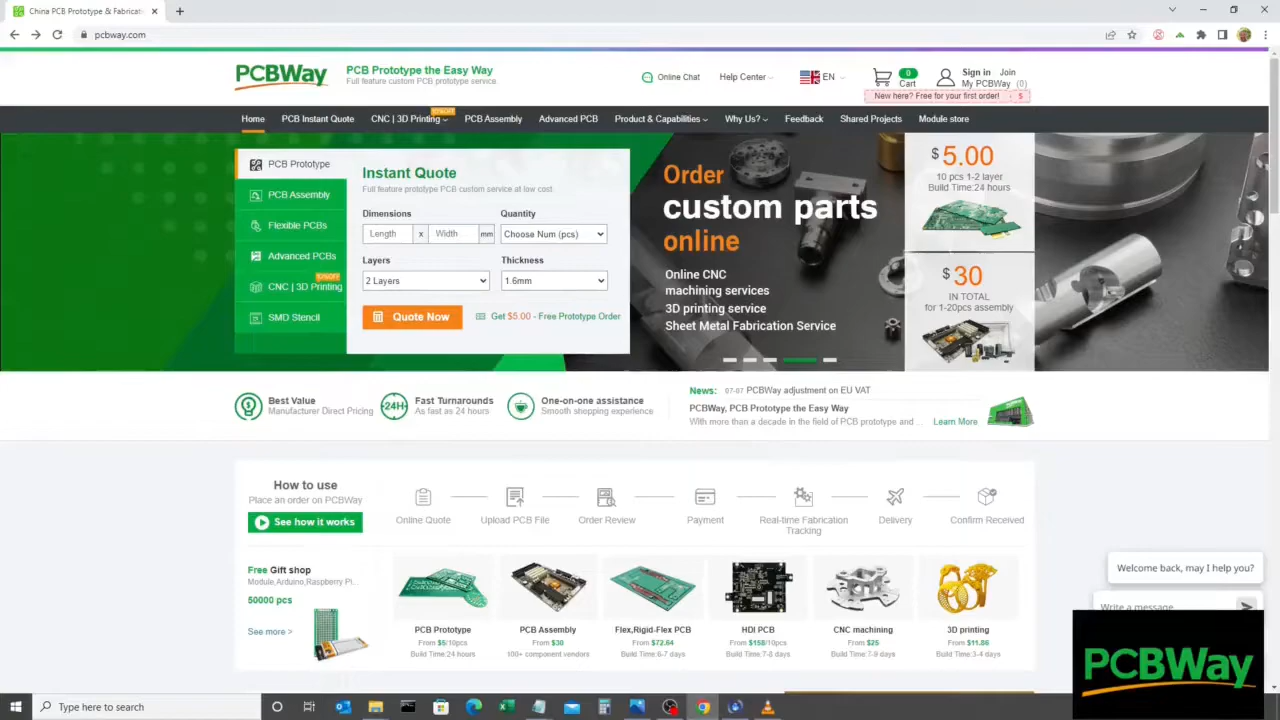 China PCB Prototype & Fabricat
pcbway.com
PCBWay
PCB Prototype the Easy Way
Full feature custom PCB prototype service.
Online Chat
Help Center
EN
0
Cart
Sign in
Join
My PCBWay (0)
New here? Free for your first order!
Home
PCB Instant Quote
CNC | 3D Printing
PCB Assembly
Advanced PCB
Product & Capabilities
Why Us?
Feedback
Shared Projects
Module store
PCB Prototype
PCB Assembly
Flexible PCBs
Advanced PCBs
CNC | 3D Printing
SMD Stencil
Instant Quote
Full feature prototype PCB custom service at low cost.
Dimensions
Quantity
Length x Width mm
Choose Num (pcs)
Layers
Thickness
2 Layers
1.6mm
Quote Now
Get $5.00 - Free Prototype Order
Order
custom parts
online
Online CNC
machining services
3D printing service
Sheet Metal Fabrication Service
$5.00
10 pcs 1-2 layer
Build Time:24 hours
$30
IN TOTAL
for 1-20pcs assembly
Best Value
Manufacturer Direct Pricing
24H
Fast Turnarounds
As fast as 24 hours
One-on-one assistance
Smooth shopping experience
News: 07-07 PCBWay adjustment on EU VAT
PCBWay, PCB Prototype the Easy Way
With more than a decade in the field of PCB prototype and ...
Learn More
How to use
Place an order on PCBWay
See how it works
Online Quote
Upload PCB File
Order Review
Payment
Real-time Fabrication
Tracking
Delivery
Confirm Received
Free Gift shop
Module,Arduino,Raspberry Pi...
50000 pcs
See more >
PCB Prototype
From $5/10pcs
Build Time:24 hours
PCB Assembly
From $30
100+ component vendors
Flex,Rigid-Flex PCB
From $72.64
Build Time:6-7 days
HDI PCB
From $158/10pcs
Build Time:7-8 days
CNC machining
From $25
Build Time:7-9 days
3D printing
From $11.86
Build Time:3-4 days
Welcome back, may I help you?
Write a message
PCBWay
Type here to search